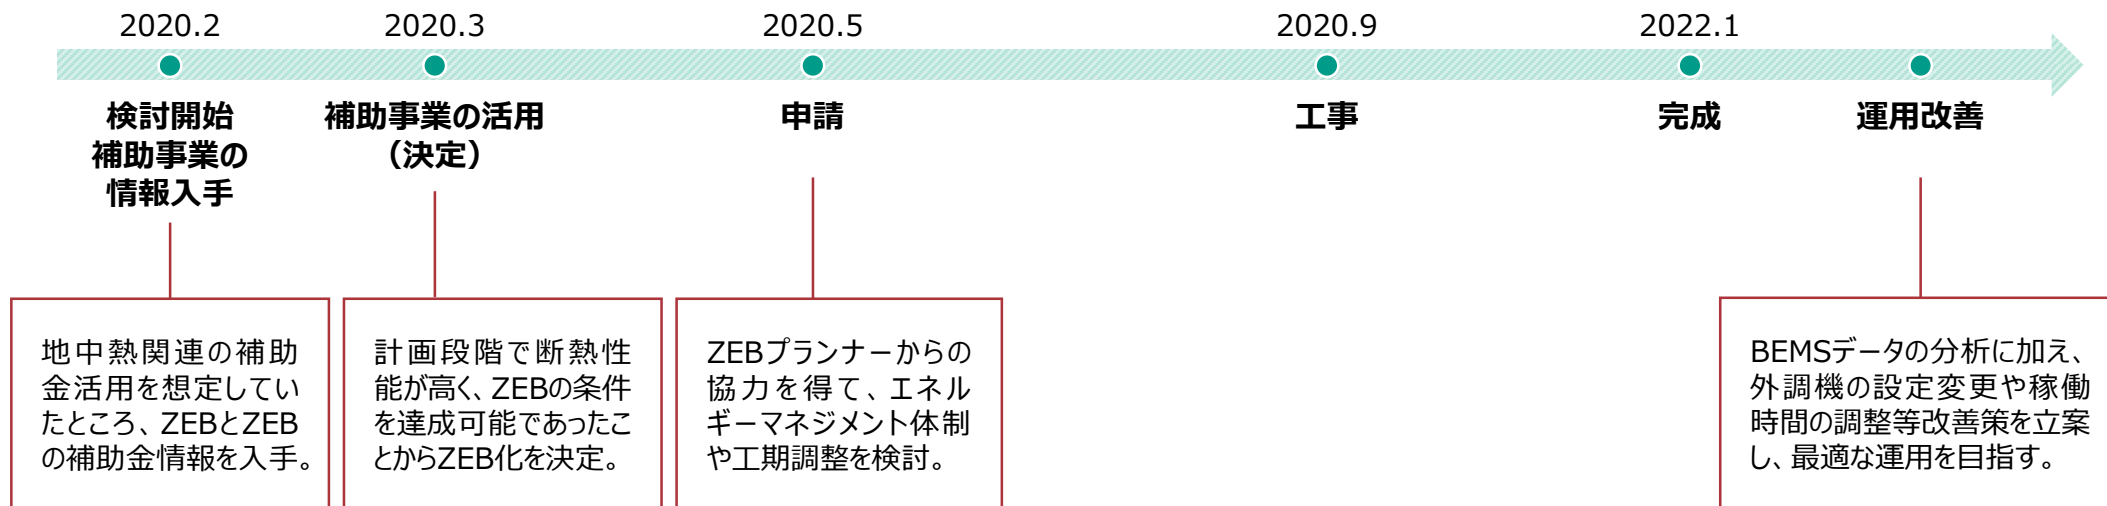 2020.2
2020.3
2020.5
2020.9
2022.1
検討開始
補助事業の
情報入手
補助事業の活用
（決定）
申請
工事
完成
運用改善
地中熱関連の補助
金活用を想定してい
たところ、ZEBとZEB
の補助金情報を入手。
計画段階で断熱性
能が高く、ZEBの条件
を達成可能であったこ
とからZEB化を決定。
ZEBプランナーからの
協力を得て、エネル
ギーマネジメント体制
や工期調整を検討。
BEMSデータの分析に加え、
外調機の設定変更や稼働
時間の調整等改善策を立案
し、最適な運用を目指す。